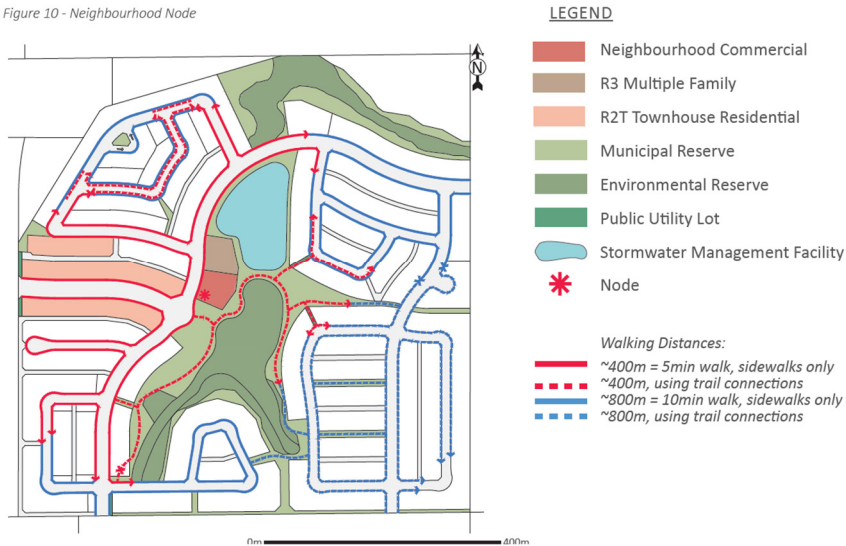 Figure 10 - Neighbourhood Node
LEGEND
N
Neighbourhood Commercial
R3 Multiple Family
R2T Townhouse Residential
Municipal Reserve
Environmental Reserve
Public Utility Lot
Stormwater Management Facility
Node
Walking Distances:
~400m = 5min walk, sidewalks only
~400m, using trail connections
~800m = 10min walk, sidewalks only
~800m, using trail connections
0m 400m